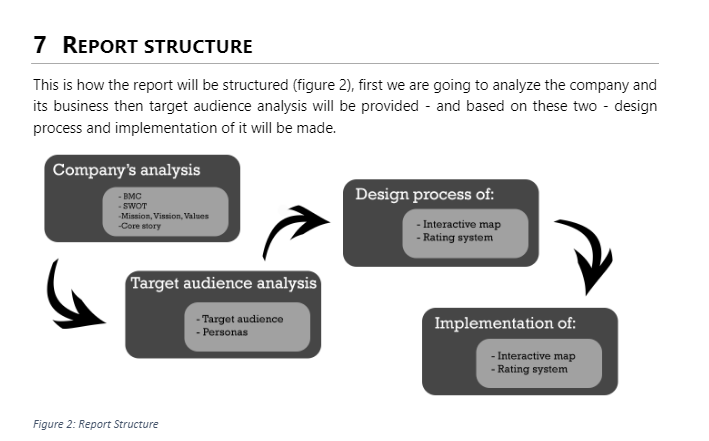 7 REPORT STRUCTURE
This is how the report will be structured (figure 2), first we are going to analyze the company and
its business then target audience analysis will be provided - and based on these two - design
process and implementation of it will be made.
Company's analysis
- BMC
- SWOT
-Mission, Vission, Values
-Core story
Target audience analysis
- Target audience
- Personas
Design process of:
- Interactive map
- Rating system
Implementation of:
- Interactive map
- Rating system
Figure 2: Report Structure